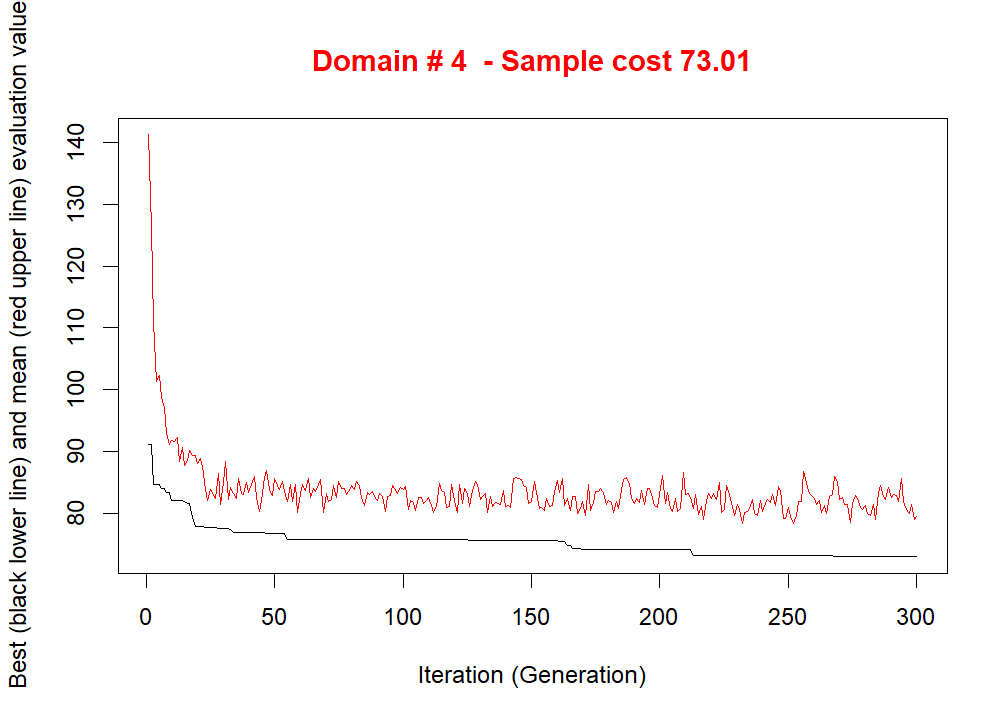 Domain # 4  - Sample cost 73.01
Best (black lower line) and mean (red upper line) evaluation value
140
130
120
110
100
90
80
0 50 100 150 200 250 300
Iteration (Generation)